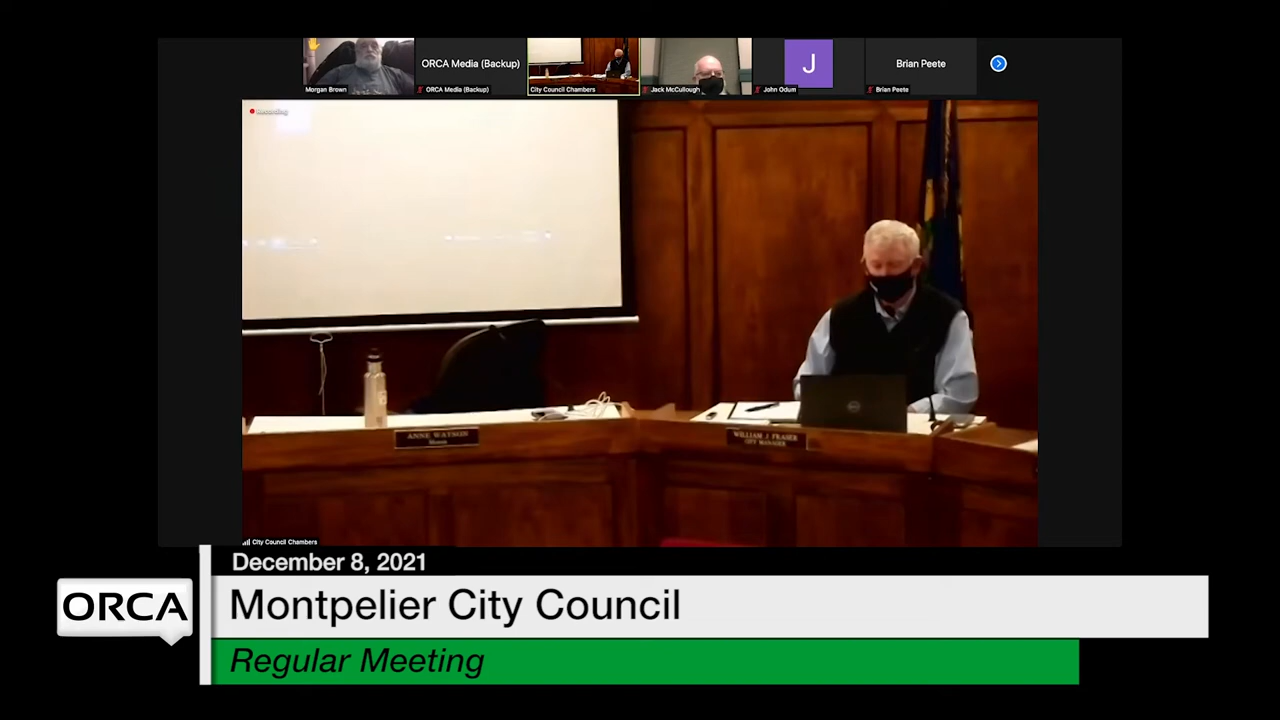 ORCA Media (Backup)
J
Brian Peete
Morgan Brown
ORCA Media (Backup)
City Council Chambers
Jack McCullough
John Odum
Brian Peete
Recording
ANNE WATSON
WILLIAM J FRASER
CITY MANAGER
City Council Chambers
December 8, 2021
ORCA
Montpelier City Council
Regular Meeting